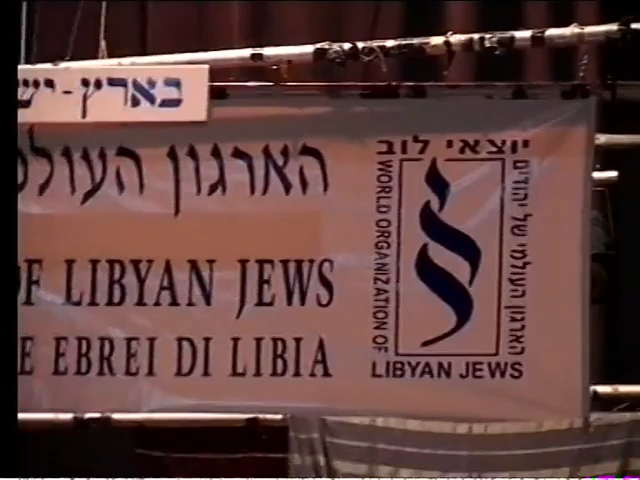 בארץ-יש
הארגון העולמ
OF LIBYAN JEWS
E EBREI DI LIBIA
יוצאי לוב
WORLD ORGANIZATION OF
LIBYAN JEWS
הארגון העולמי של יהודים